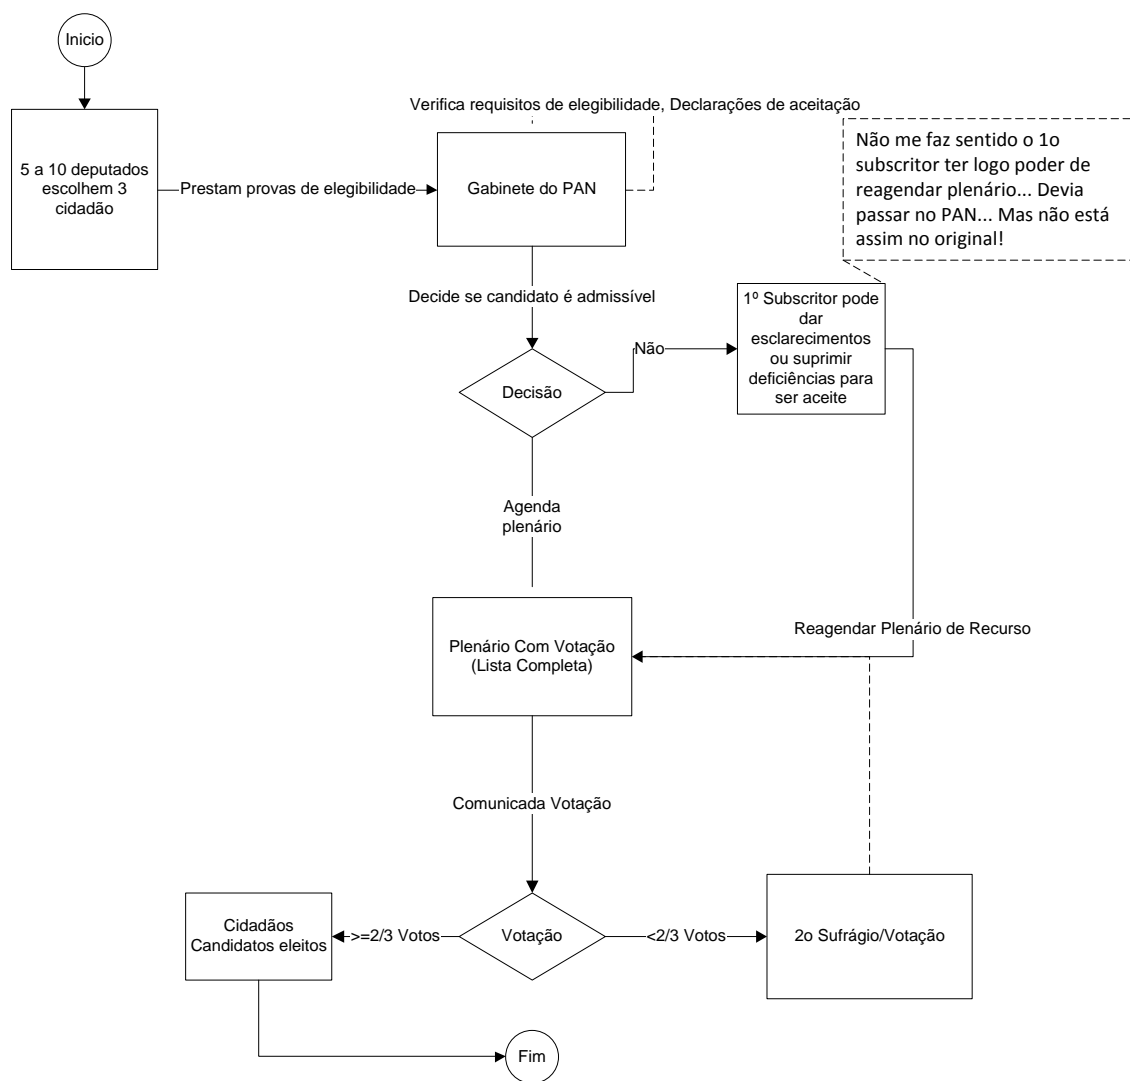 Inicio
Verifica requisitos de elegibilidade, Declarações de aceitação
Não me faz sentido o 1o
subscritor ter logo poder de
reagendar plenário... Devia
passar no PAN... Mas não está
assim no original!
5 a 10 deputados
escolhem 3
cidadão
Prestam provas de elegibilidade
Gabinete do PAN
Decide se candidato é admissível
1º Subscritor pode
dar
esclarecimentos
ou suprimir
deficiências para
ser aceite
Não
Decisão
Agenda
plenário
Reagendar Plenário de Recurso
Plenário Com Votação
(Lista Completa)
Comunicada Votação
Cidadãos
Candidatos eleitos
>=2/3 Votos
Votação
<2/3 Votos
2o Sufrágio/Votação
Fim